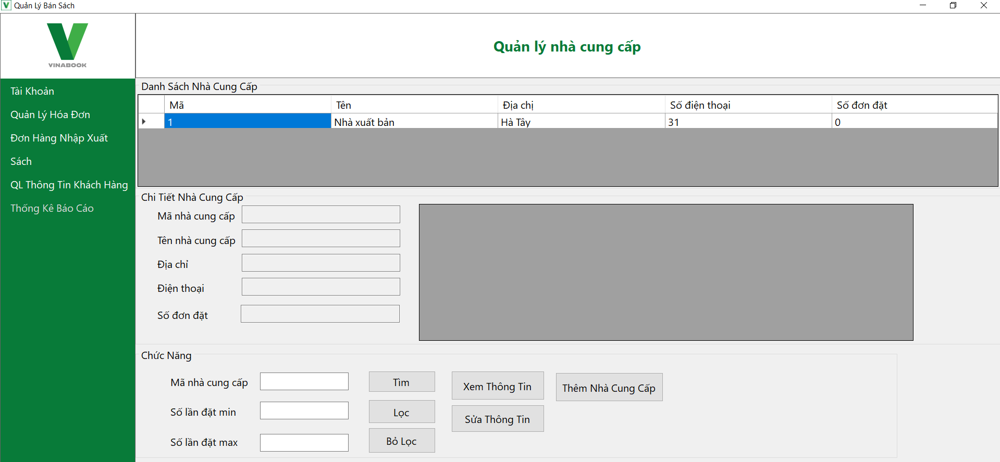 Quản Lý Bán Sách
VINABOOK
Quản lý nhà cung cấp
Tài Khoản
Quản Lý Hóa Đơn
Đơn Hàng Nhập Xuất
Sách
QL Thông Tin Khách Hàng
Thống Kê Báo Cáo
Danh Sách Nhà Cung Cấp
Mã Tên Địa chị Số điện thoại Số đơn đặt
1 Nhà xuất bản Hà Tây 31 0
Chi Tiết Nhà Cung Cấp
Mã nhà cung cấp
Tên nhà cung cấp
Địa chỉ
Điện thoại
Số đơn đặt
Chức Năng
Mã nhà cung cấp Tìm Xem Thông Tin Thêm Nhà Cung Cấp
Số lần đặt min Lọc Sửa Thông Tin
Số lần đặt max Bỏ Lọc